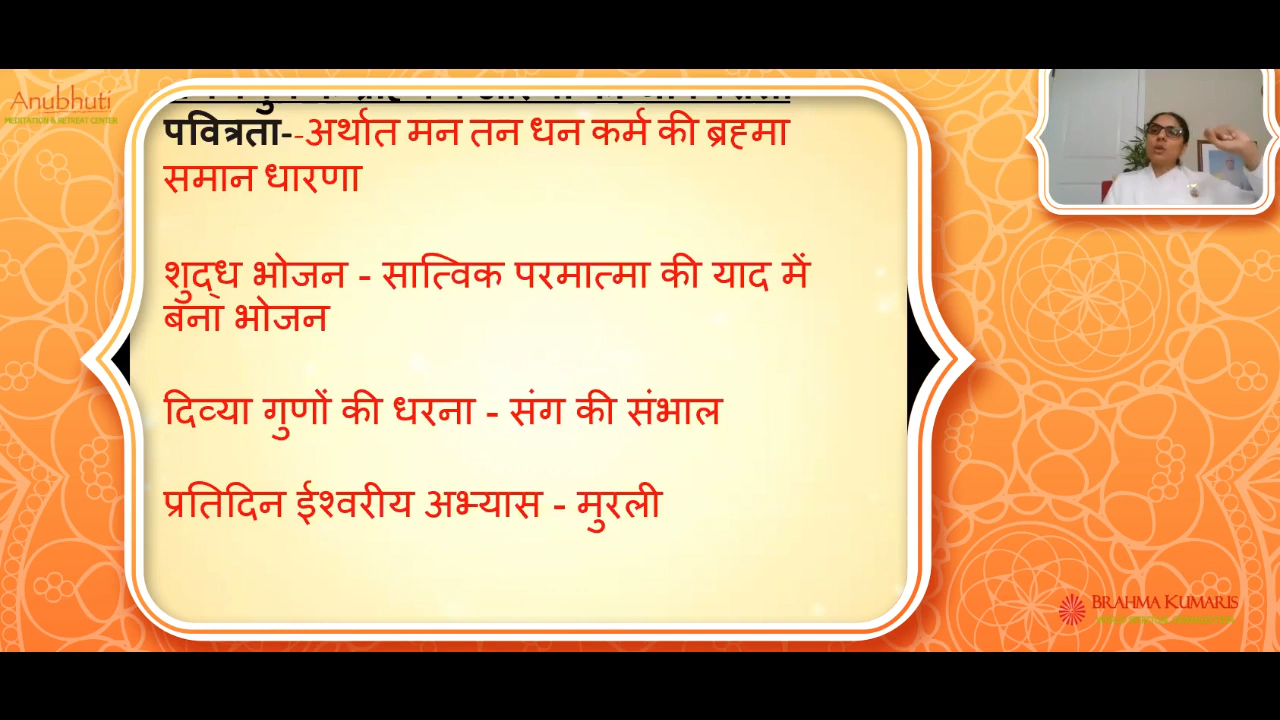 Anubhuti
MEDITATION & RETREAT CENTER
पवित्रता--अर्थात मन तन धन कर्म की ब्रह्मा
समान धारणा
शुद्ध भोजन - सात्विक परमात्मा की याद में
बना भोजन
दिव्या गुणों की धरना - संग की संभाल
प्रतिदिन ईश्वरीय अभ्यास - मुरली
BRAHMA KUMARIS